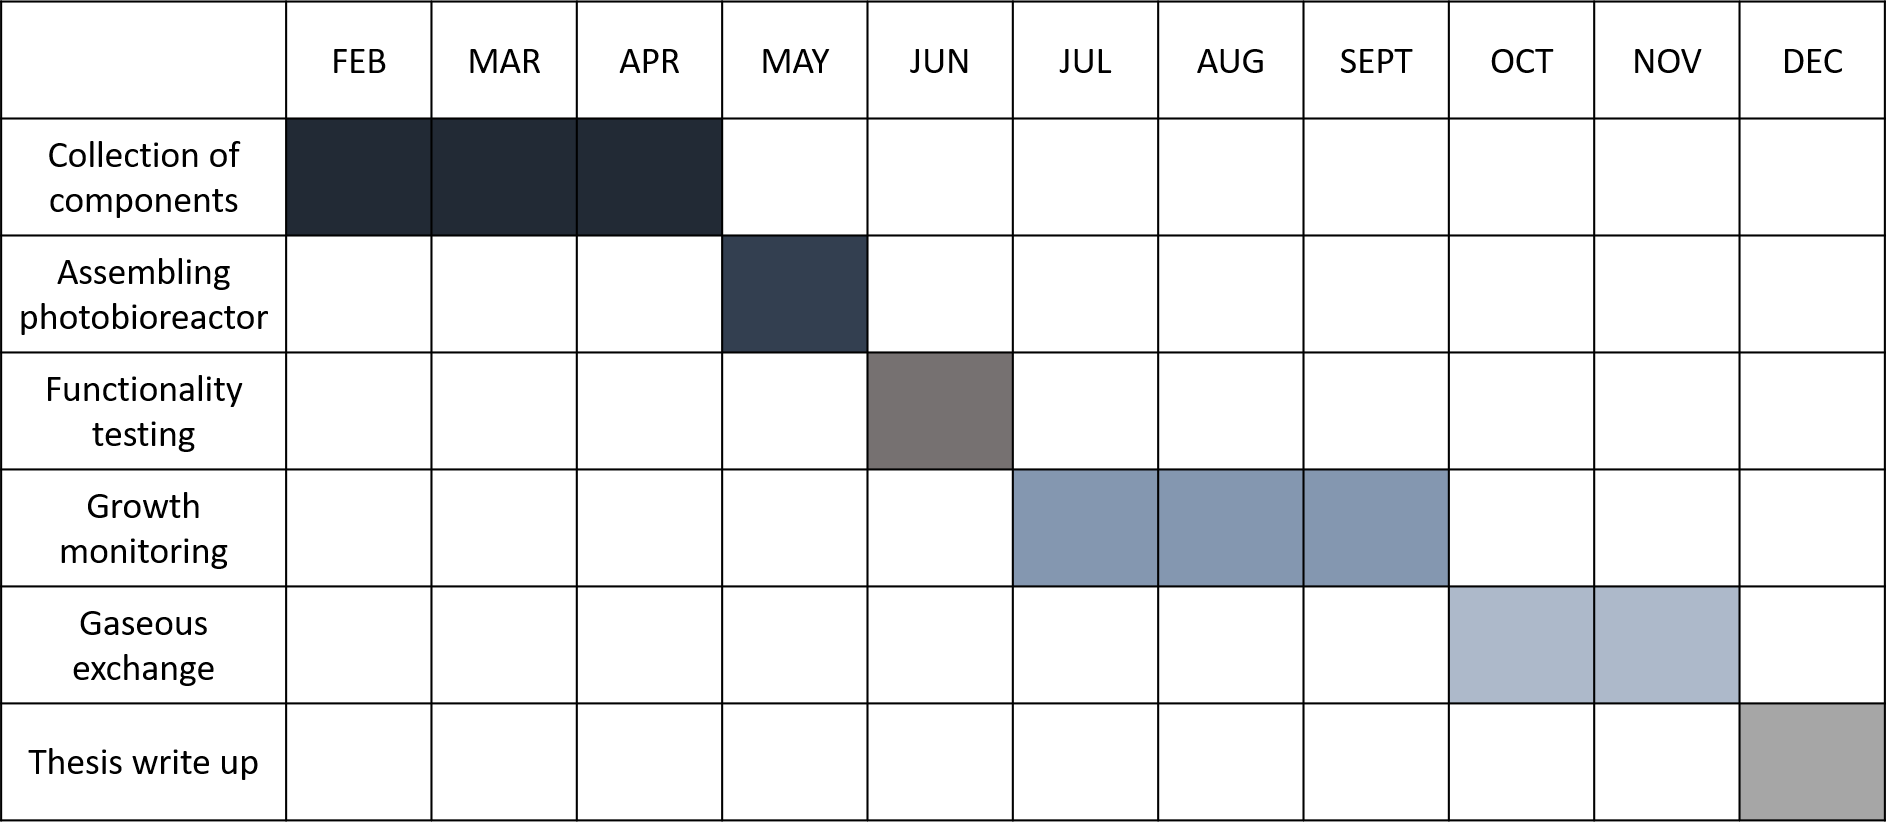 FEB MAR APR MAY JUN JUL AUG SEPT OCT NOV DEC
Collection of
components
Assembling
photobioreactor
Functionality
testing
Growth
monitoring
Gaseous
exchange
Thesis write up